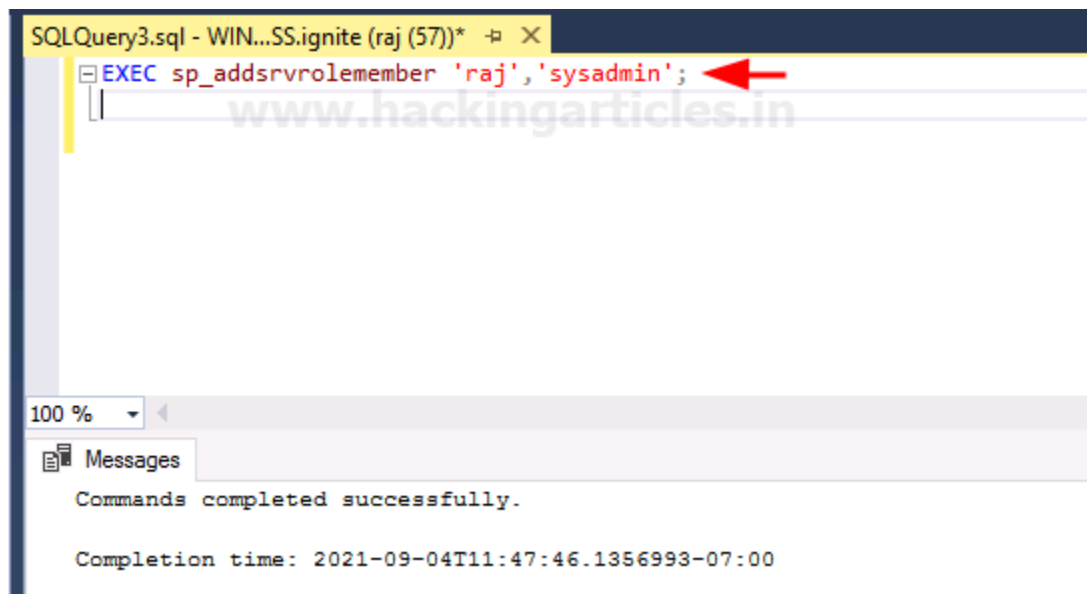 SQLQuery3.sql - WIN...SS.ignite (raj (57))*
EXEC sp_addsrvrolemember 'raj','sysadmin';
www.hackingarticles.in
100 %
Messages
Commands completed successfully.
Completion time: 2021-09-04T11:47:46.1356993-07:00